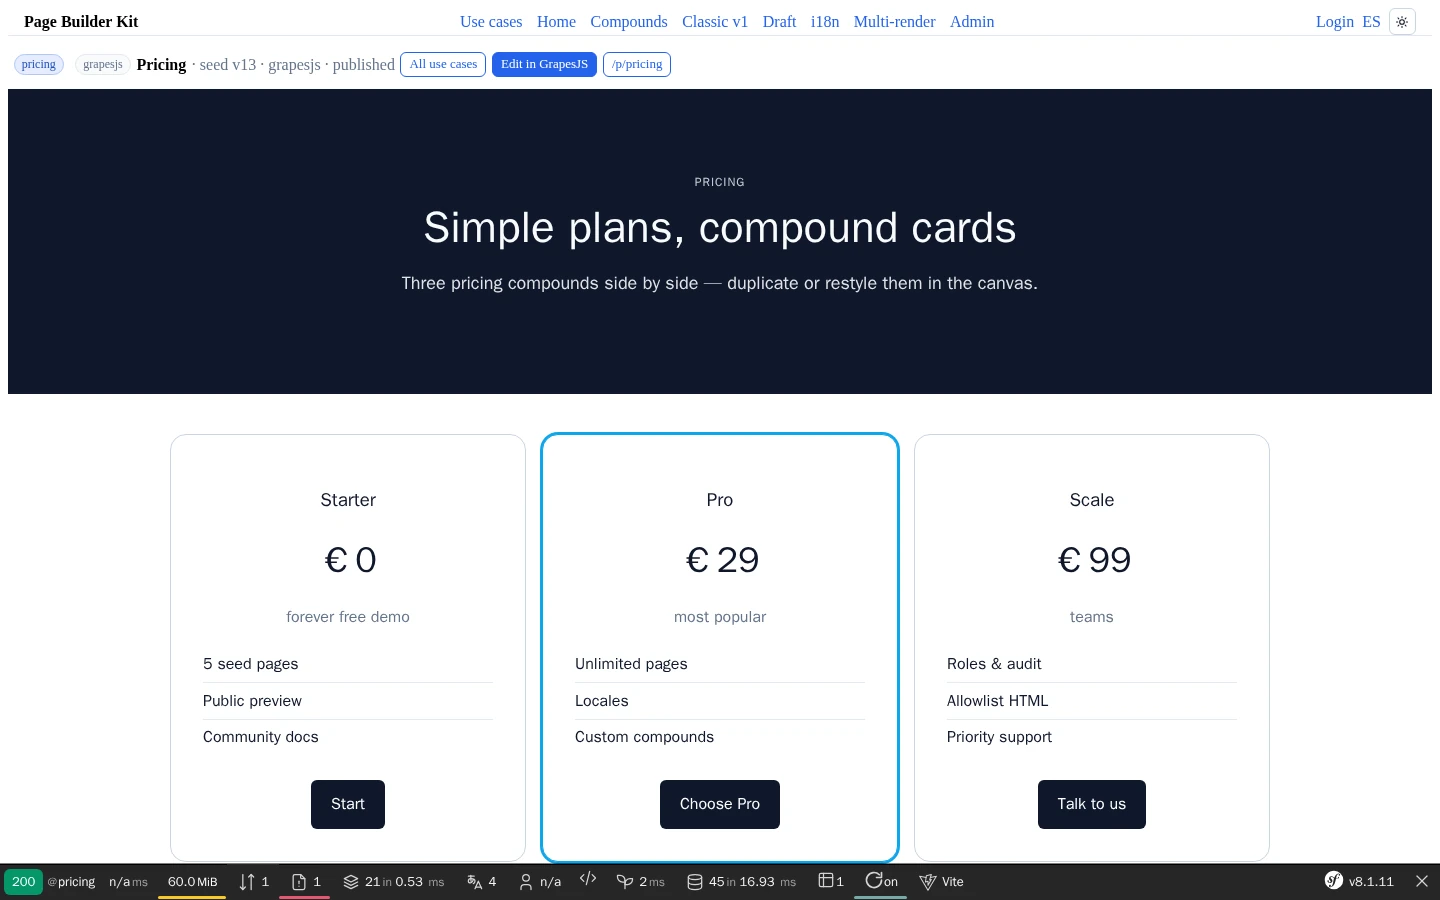 Page Builder Kit Use cases Home Compounds Classic v1 Draft i18n Multi-render Admin Login ES
pricing grapesjs Pricing · seed v13 · grapesjs · published All use cases Edit in GrapesJS /p/pricing
PRICING
Simple plans, compound cards
Three pricing compounds side by side — duplicate or restyle them in the canvas.
Starter
€ 0
forever free demo
5 seed pages
Public preview
Community docs
Start
Pro
€ 29
most popular
Unlimited pages
Locales
Custom compounds
Choose Pro
Scale
€ 99
teams
Roles & audit
Allowlist HTML
Priority support
Talk to us
200 @pricing n/a ms 60.0 MiB 1 1 21 in 0.53 ms 4 n/a 2 ms 45 in 16.93 ms 1 on Vite sf v8.1.11